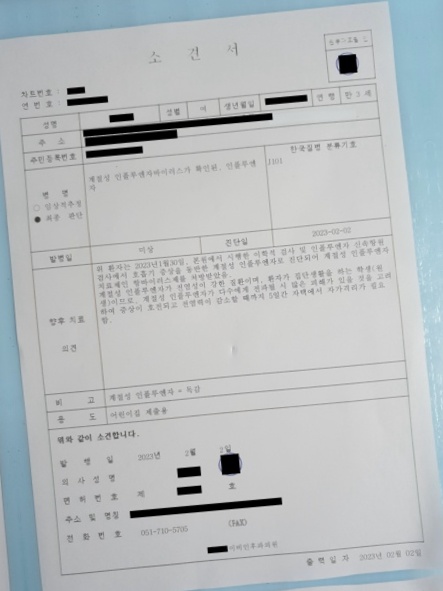 소 견 서
차트번호 :
연 번호 :
성명 성별 여 생년월일 연령 만 3 세
주 소
주민등록번호
병 명
○ 임상적추정
● 최종 판단
계절성 인플루엔자바이러스가 확인된, 인플루엔
자
한국질병 분류기호
J101
발병일 미상 진단일 2023-02-02
향후 치료
의견
위 환자는 2023년1월30일, 본원에서 시행한 이학적 검사 및 인플루엔자 신속항원
검사에서 호흡기 증상을 동반한 계절성 인플루엔자로 진단되어 계절성 인플루엔자
치료제인 항바이러스제를 처방받았음.
계절성 인플루엔자가 전염성이 강한 질환이며, 환자가 집단생활을 하는 학생(원
생)이므로, 계절성 인플루엔자가 다수에게 전파될 수 있은 괴해가 있을 것을 고려
하여 증상이 호전되고 전염력이 감소할 때까지 5일간 자택에서 자가격리가 필요
함.
비 고 계절성 인플루엔자 = 독감
용 도 어린이집 제출용
위와 같이 소견합니다.
발 행 일 2023년 2월 2일
의 사 성 명
면 허 번 호 제 호
주소 및 명칭
전 화 번 호 051-710-5705 (FAX)
이비인후과의원
출 력 일 자 2023년 02월 02일